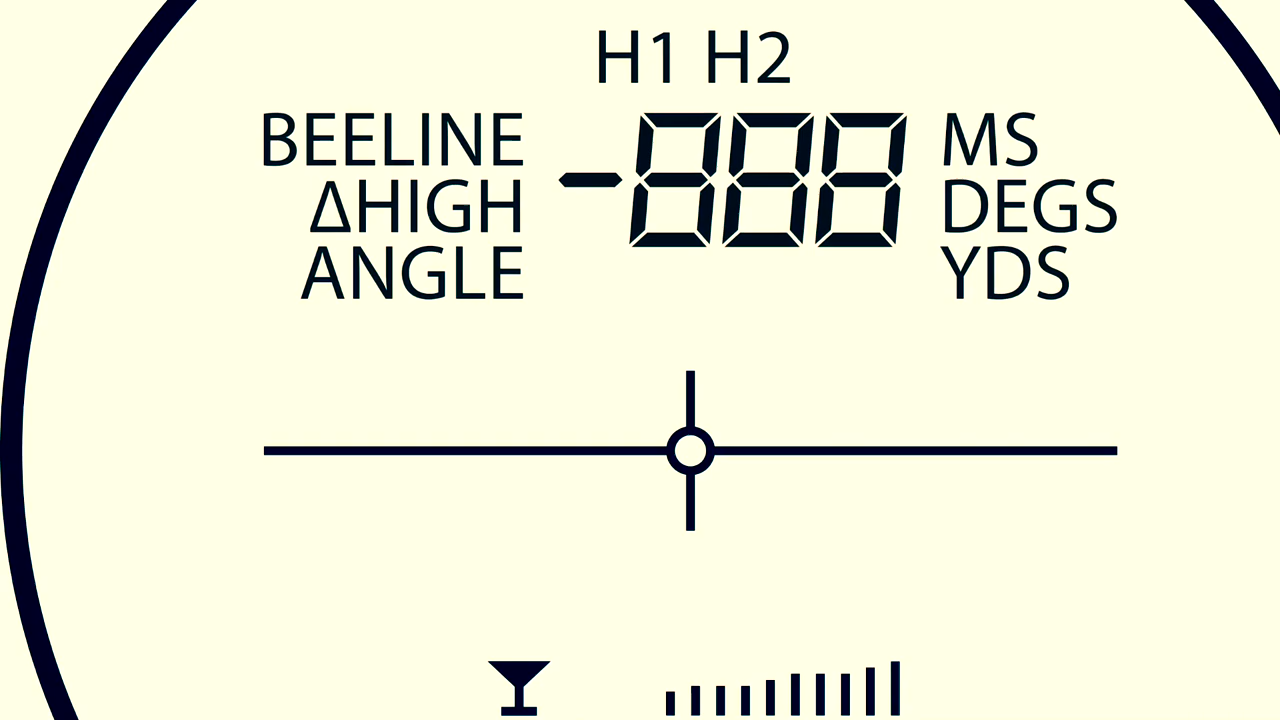 H1 H2
BEELINE -888 MS
ΔHIGH DEGS
ANGLE YDS